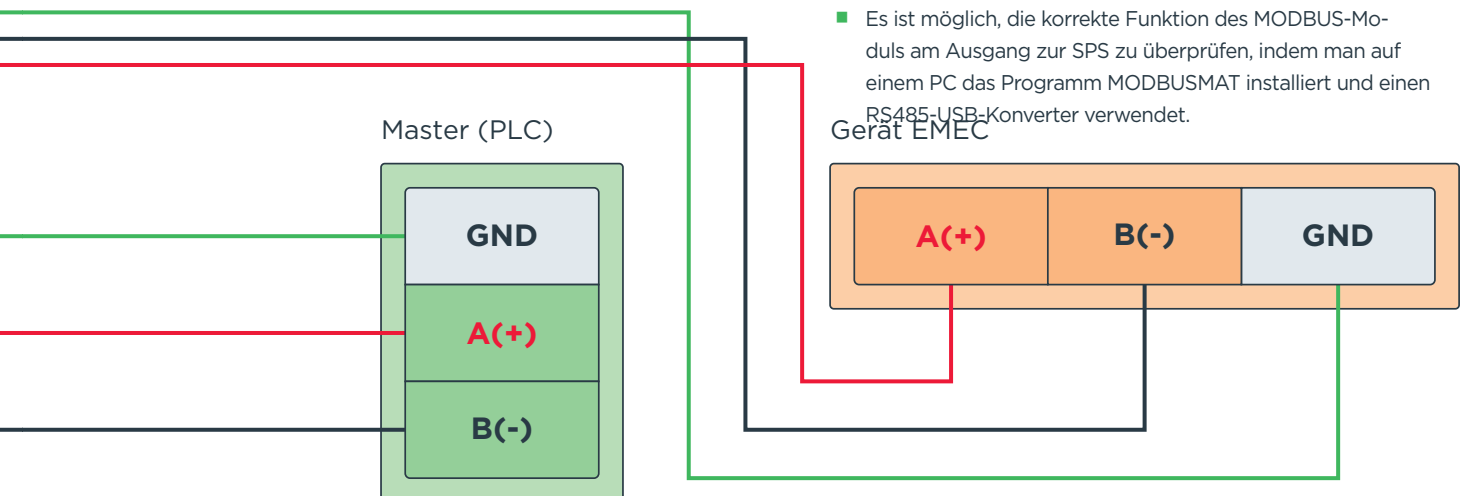 Es ist möglich, die korrekte Funktion des MODBUS-Mo-
duls am Ausgang zur SPS zu überprüfen, indem man auf
einem PC das Programm MODBUSMAT installiert und einen
RS485-USB-Konverter verwendet.
Master (PLC)
GND
A(+)
B(-)
Gerät EMEC
A(+)
B(-)
GND